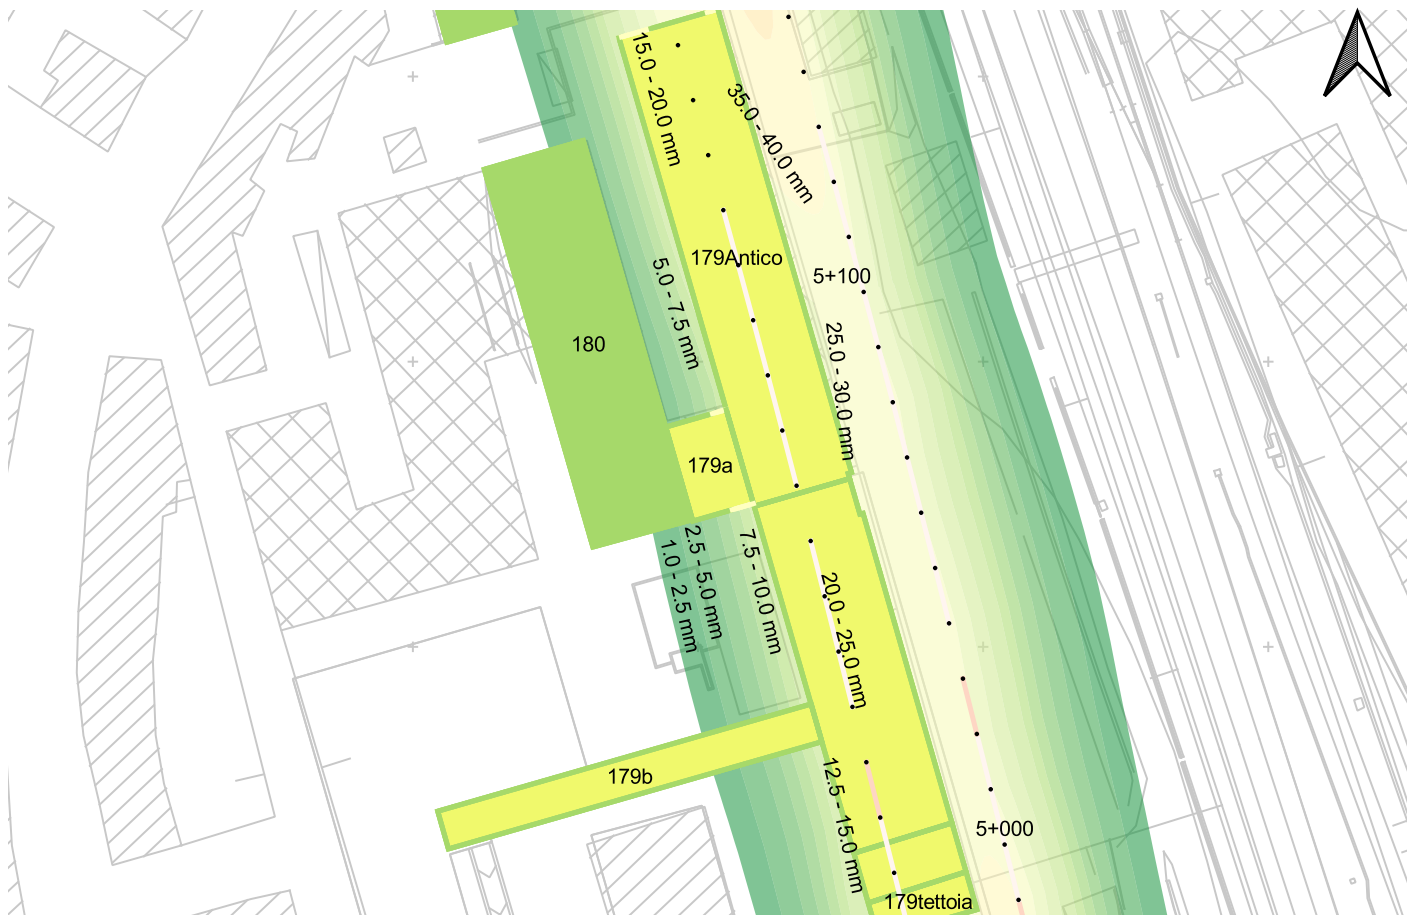 15.0 - 20.0 mm
35.0 - 40.0 mm
179Antico
5+100
5.0 - 7.5 mm
180
25.0 - 30.0 mm
179a
2.5 - 5.0 mm
1.0 - 2.5 mm
7.5 - 10.0 mm
20.0 - 25.0 mm
179b
12.5 - 15.0 mm
5+000
179tettoia